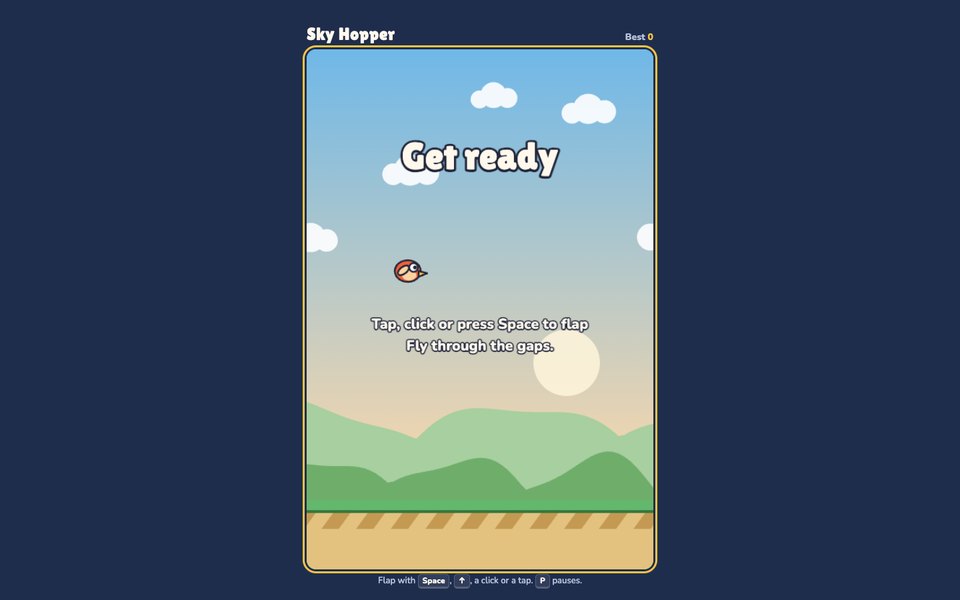 Sky Hopper
Best 0
Get ready
Tap, click or press Space to flap
Fly through the gaps.
Flap with Space, ↑, a click or a tap. P pauses.